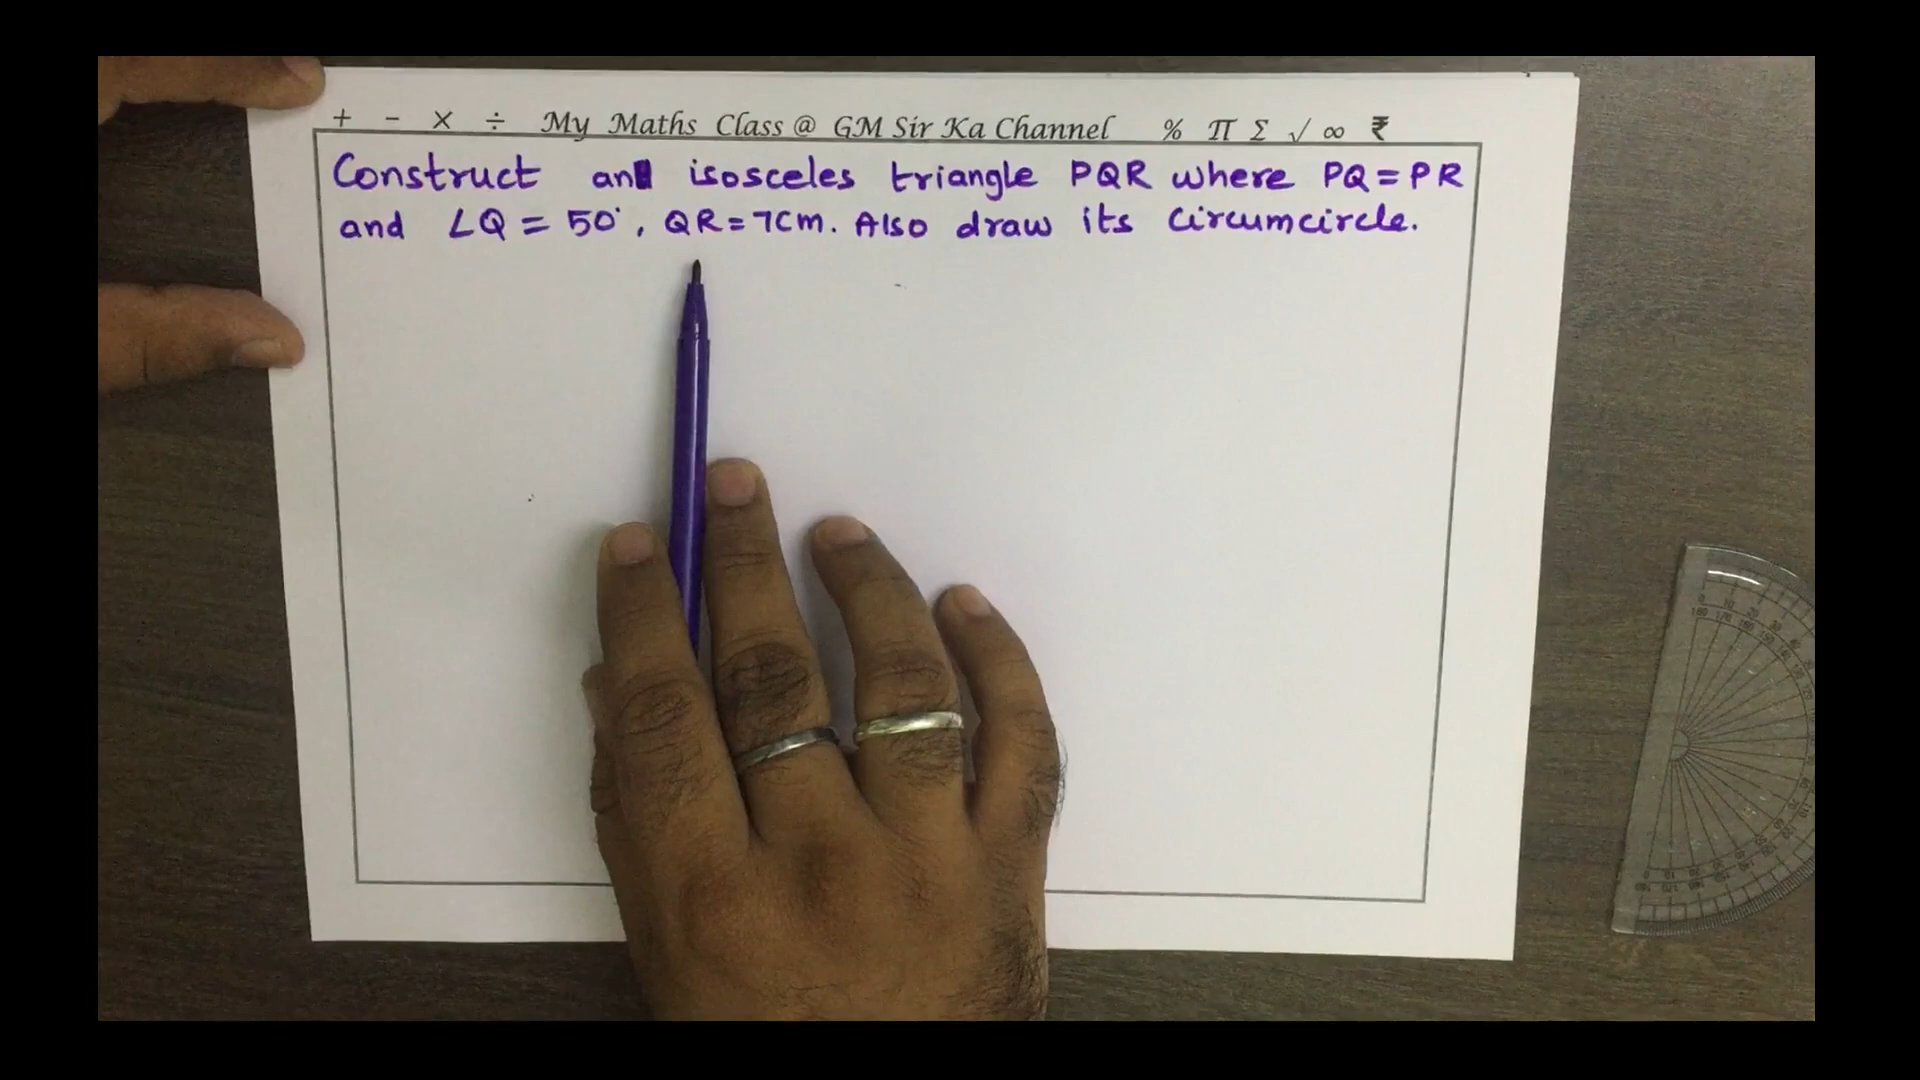 + - × ÷ My Maths Class @ GM Sir Ka Channel % Π Σ √ ∞ ₹
Construct an isosceles triangle PQR where PQ = PR
and ∠Q = 50°, QR = 7cm. Also draw its circumcircle.